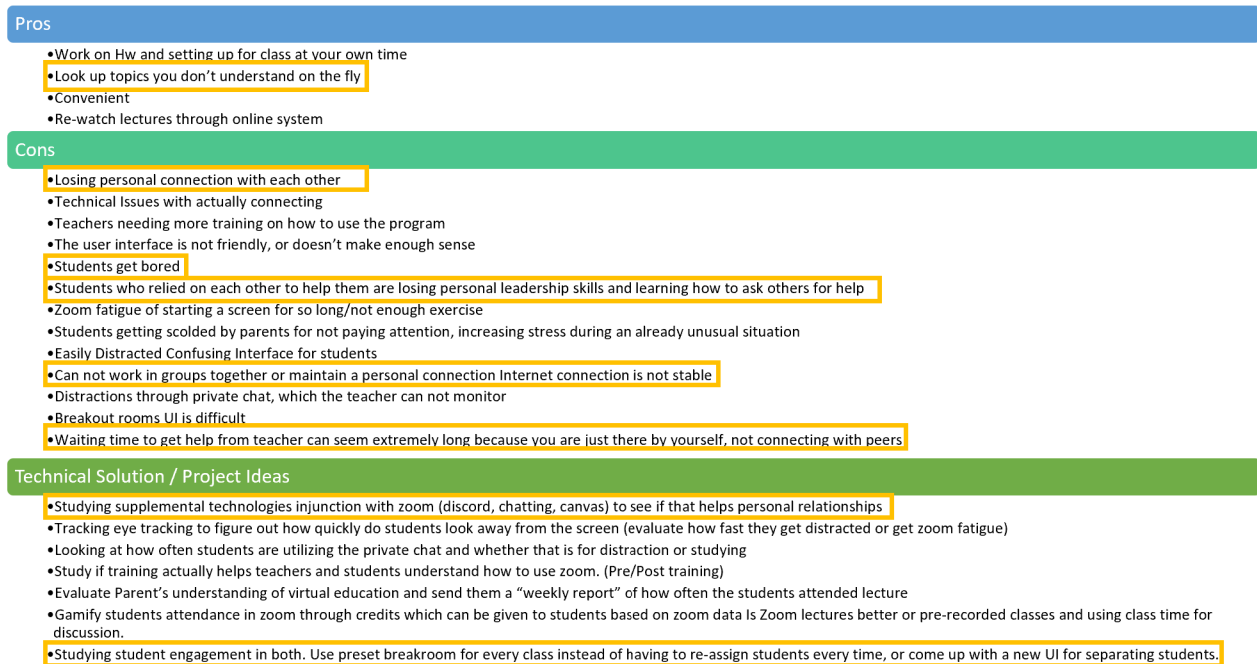 Pros
•Work on Hw and setting up for class at your own time
•Look up topics you don't understand on the fly
•Convenient
•Re-watch lectures through online system
Cons
•Losing personal connection with each other
•Technical Issues with actually connecting
•Teachers needing more training on how to use the program
•The user interface is not friendly, or doesn't make enough sense
•Students get bored
•Students who relied on each other to help them are losing personal leadership skills and learning how to ask others for help
•Zoom fatigue of starting a screen for so long/not enough exercise
•Students getting scolded by parents for not paying attention, increasing stress during an already unusual situation
•Easily Distracted Confusing Interface for students
•Can not work in groups together or maintain a personal connection Internet connection is not stable
•Distractions through private chat, which the teacher can not monitor
•Breakout rooms UI is difficult
•Waiting time to get help from teacher can seem extremely long because you are just there by yourself, not connecting with peers
Technical Solution / Project Ideas
•Studying supplemental technologies injunction with zoom (discord, chatting, canvas) to see if that helps personal relationships
•Tracking eye tracking to figure out how quickly do students look away from the screen (evaluate how fast they get distracted or get zoom fatigue)
•Looking at how often students are utilizing the private chat and whether that is for distraction or studying
•Study if training actually helps teachers and students understand how to use zoom. (Pre/Post training)
•Evaluate Parent's understanding of virtual education and send them a "weekly report" of how often the students attended lecture
•Gamify students attendance in zoom through credits which can be given to students based on zoom data Is Zoom lectures better or pre-recorded classes and using class time for
discussion.
•Studying student engagement in both. Use preset breakroom for every class instead of having to re-assign students every time, or come up with a new UI for separating students.